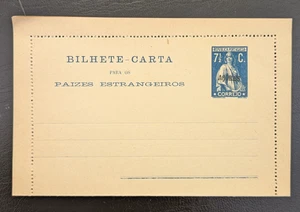 BILHETE-CARTA
PARA OS
PAIZES ESTRANGEIROS
7½ C.
CORREIO